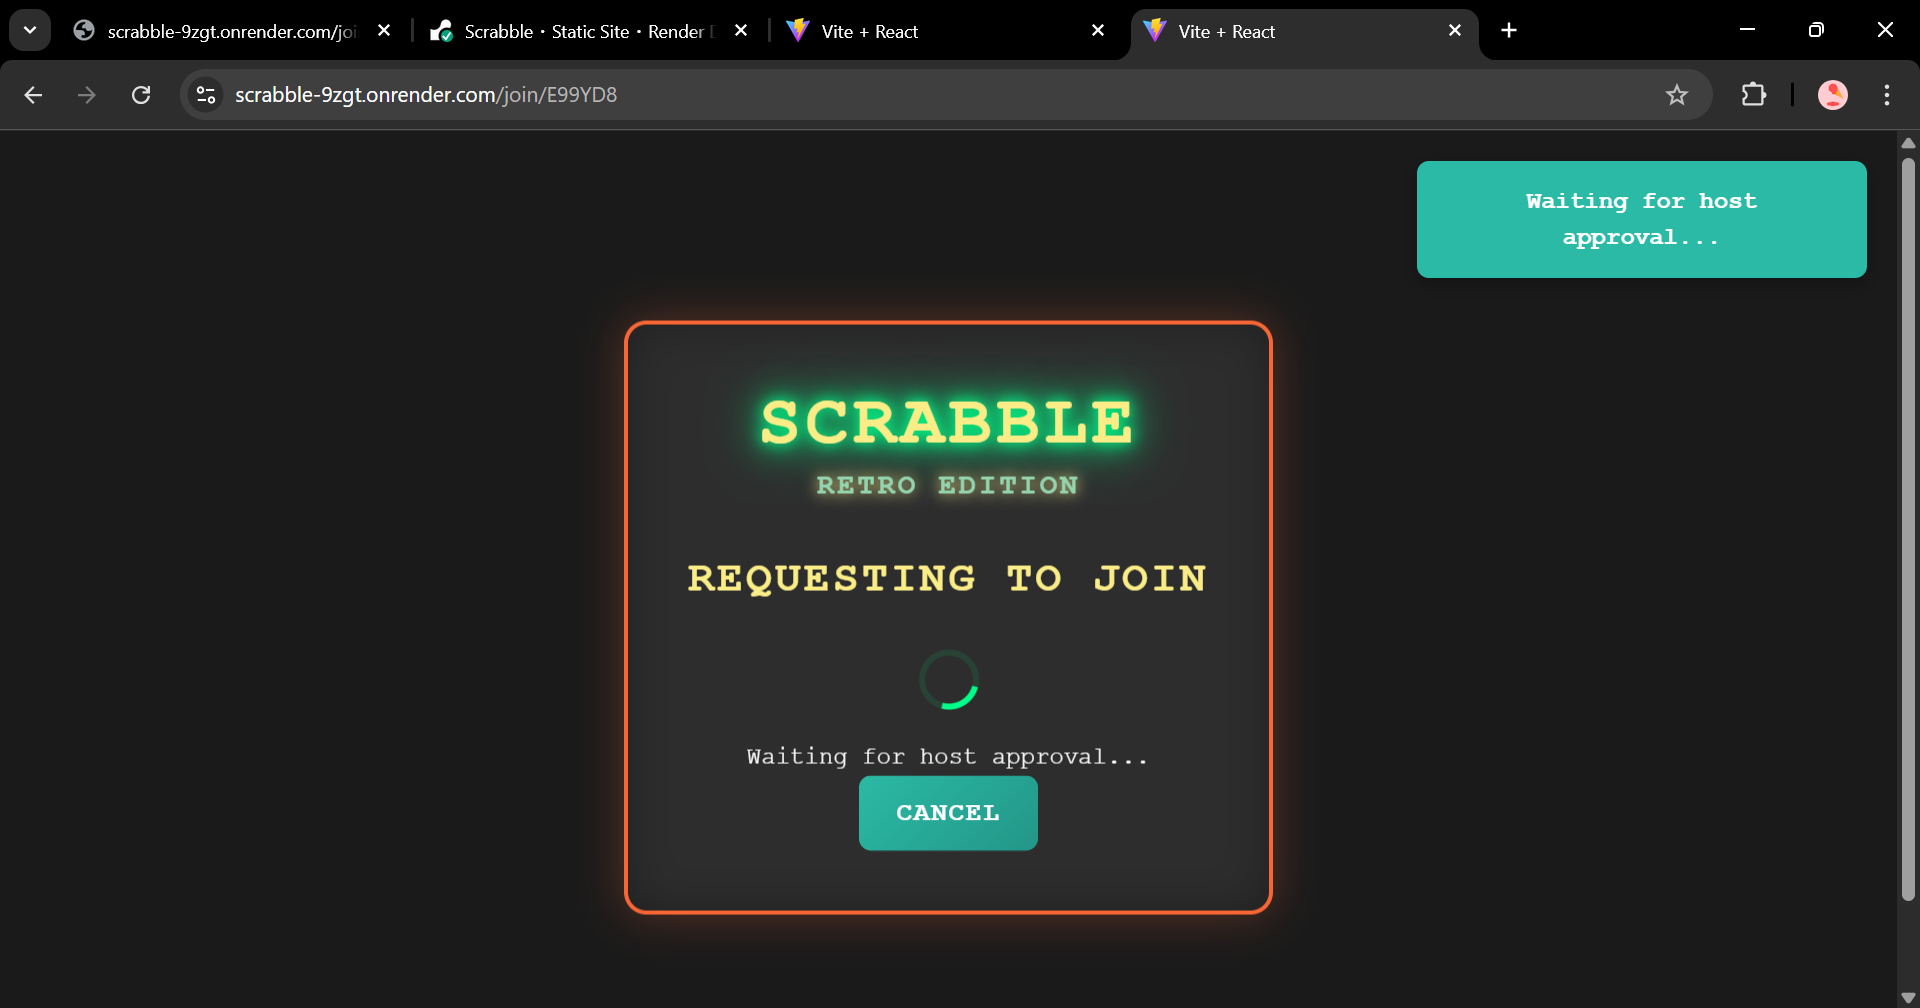 scrabble-9zgt.onrender.com/joi
Scrabble · Static Site · Render
Vite + React
Vite + React
scrabble-9zgt.onrender.com/join/E99YD8
Waiting for host
approval...
SCRABBLE
RETRO EDITION
REQUESTING TO JOIN
Waiting for host approval...
CANCEL